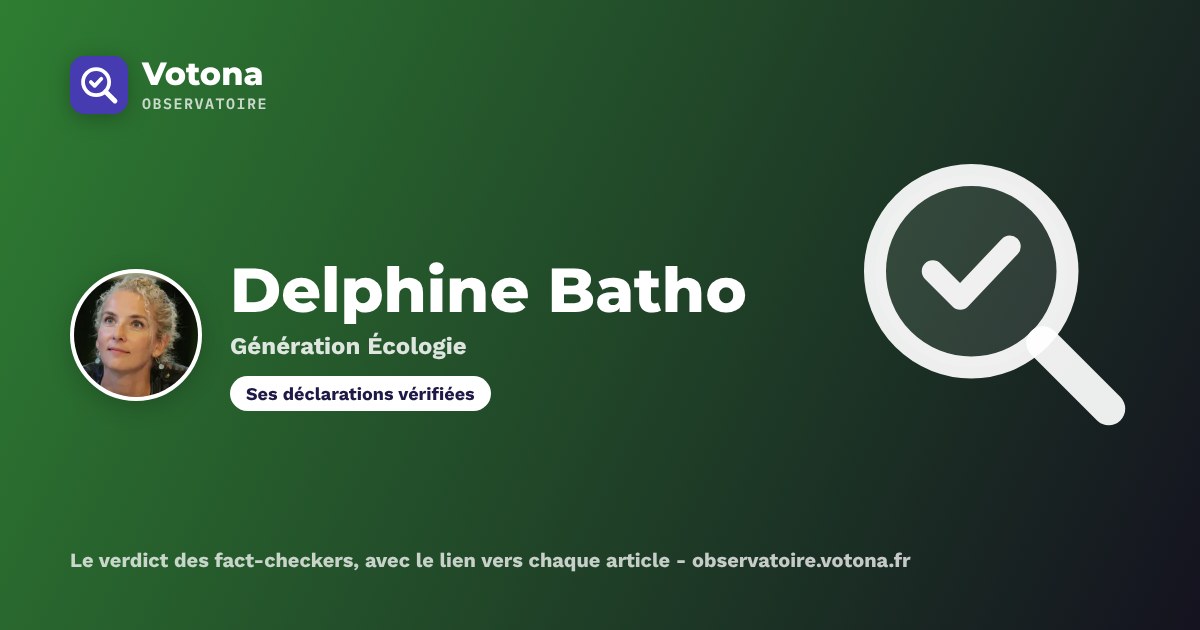 Votona
OBSERVATOIRE
Delphine Batho
Génération Écologie
Ses déclarations vérifiées
Le verdict des fact-checkers, avec le lien vers chaque article - observatoire.votona.fr